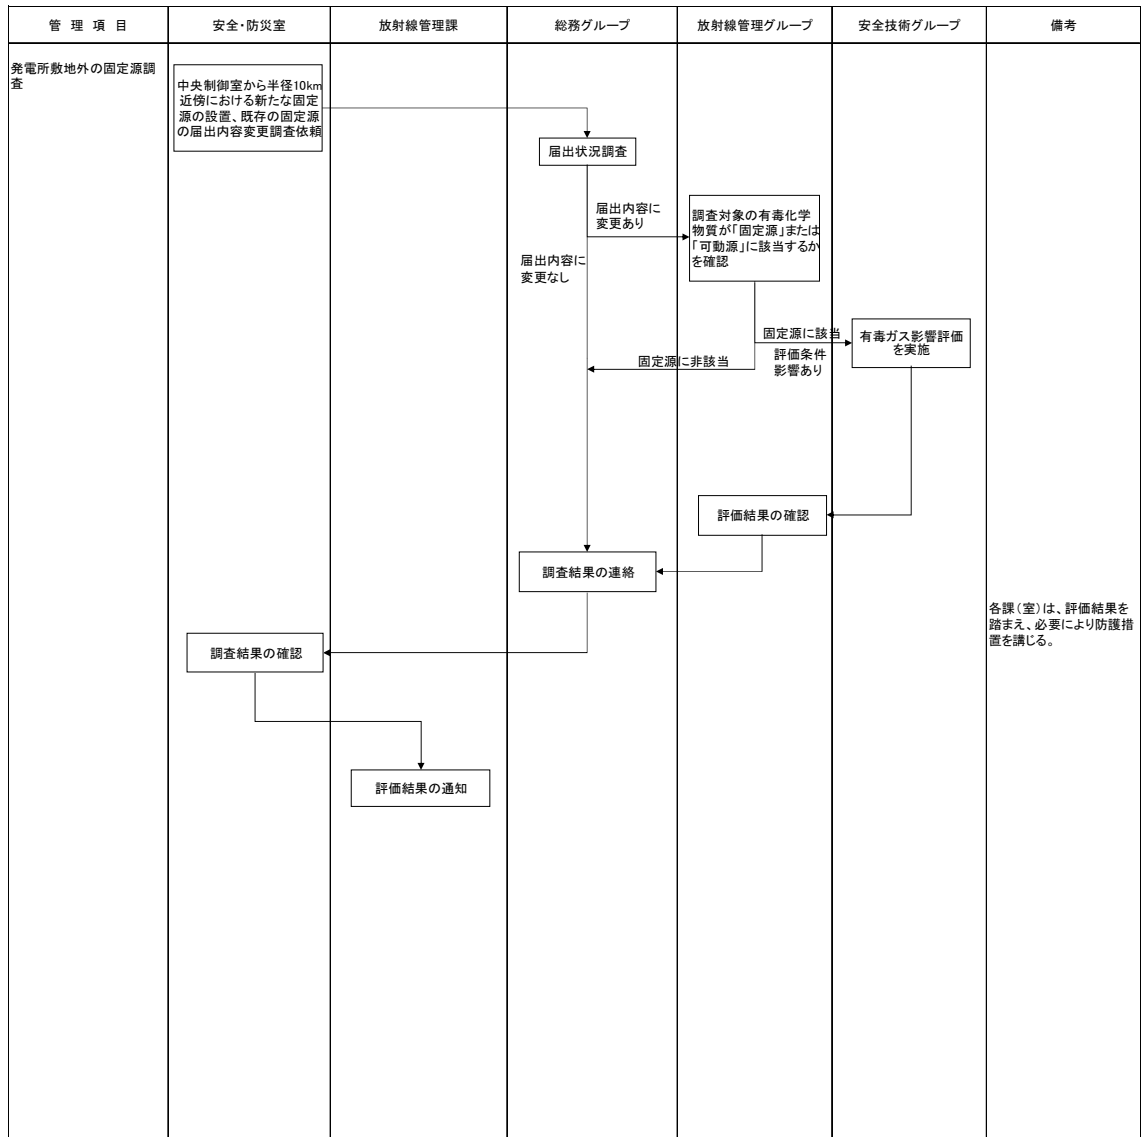 管 理 項 目
安全・防災室
放射線管理課
総務グループ
放射線管理グループ
安全技術グループ
備考
発電所敷地外の固定源調
査
中央制御室から半径10km
近傍における新たな固定
源の設置、既存の固定源
の届出内容変更調査依頼
届出状況調査
届出内容に
変更あり
調査対象の有毒化学
物質が「固定源」または
「可動源」に該当するか
を確認
届出内容に
変更なし
固定源に該当
評価条件
影響あり
有毒ガス影響評価
を実施
固定源に非該当
評価結果の確認
調査結果の連絡
各課(室)は、評価結果を
踏まえ、必要により防護措
置を講じる。
調査結果の確認
評価結果の通知